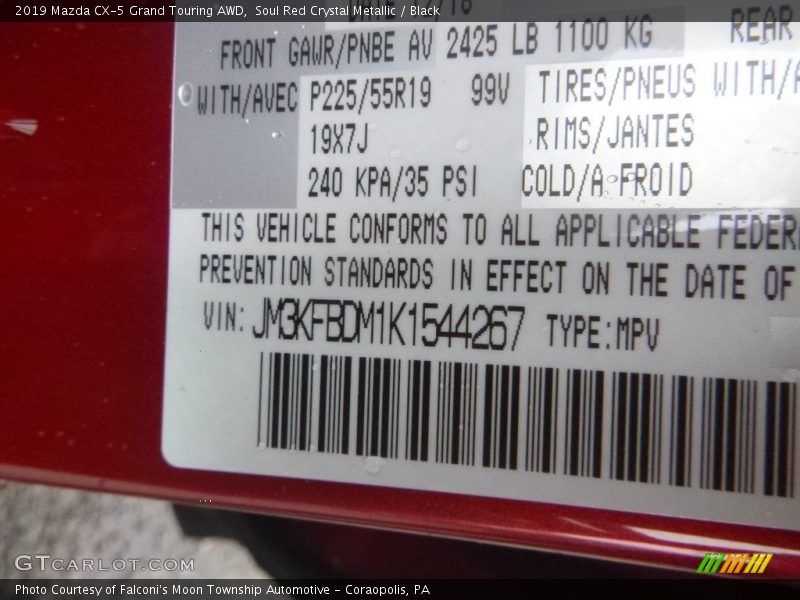 2019 Mazda CX-5 Grand Touring AWD,  Soul Red Crystal Metallic / Black
FRONT GAWR/PNBE AV 2425 LB 1100 KG REAR
WITH/AVEC P225/55R19 99V TIRES/PNEUS WITH/A
19X7J RIMS/JANTES
240 KPA/35 PSI COLD/A FROID
THIS VEHICLE CONFORMS TO ALL APPLICABLE FEDERA
PREVENTION STANDARDS IN EFFECT ON THE DATE OF
VIN: JM3KFBDM1K1544267 TYPE:MPV
GTCARLOT.COM
Photo Courtesy of Falconi's Moon Township Automotive - Coraopolis, PA